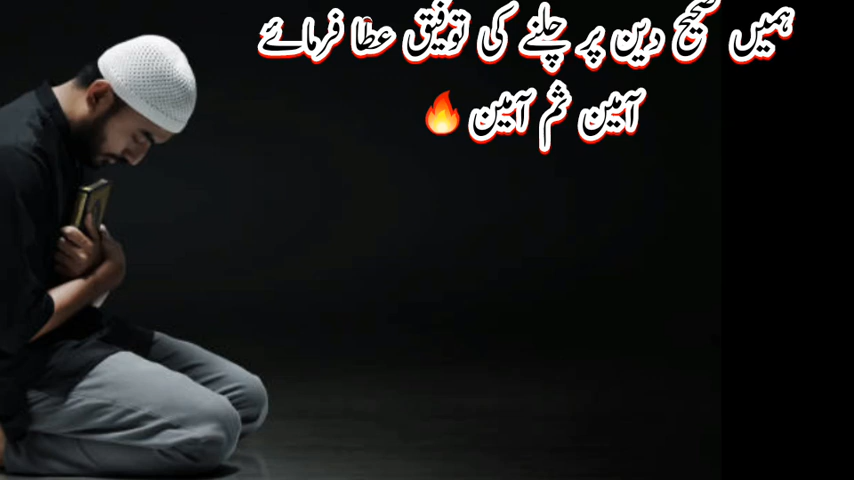 ہمیں صحیح دین پر چلنے کی توفیق عطا فرمائے
آمین ثم آمین 🔥